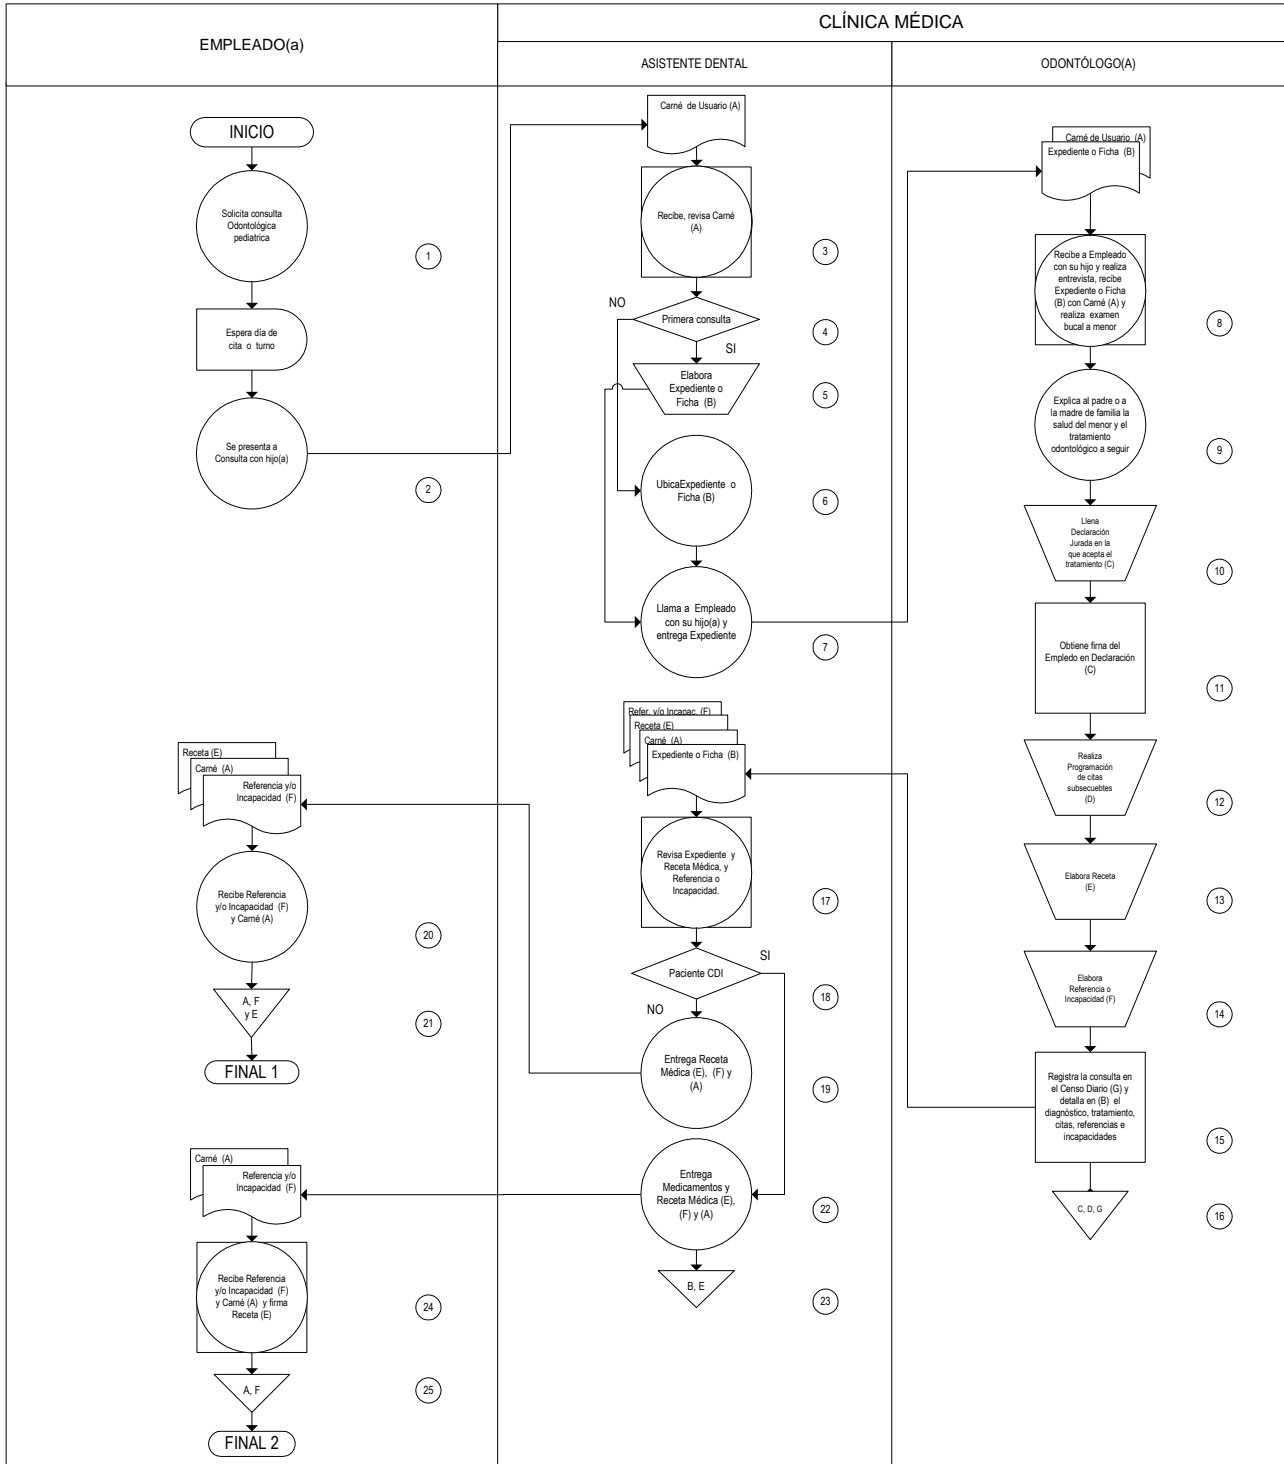 CLÍNICA MÉDICA
EMPLEADO(a)
ASISTENTE DENTAL
ODONTÓLOGO(A)
INICIO
Solicita consulta
Odontológica
pediatrica
1
Espera día de
cita o turno
Se presenta a
Consulta con hijo(a)
2
Carné de Usuario (A)
Recibe, revisa Carné
(A)
3
NO
Primera consulta
4
SI
Elabora
Expediente o
Ficha (B)
5
UbicaExpediente o
Ficha (B)
6
Llama a Empleado
con su hijo(a) y
entrega Expediente
7
Carné de Usuario (A)
Expediente o Ficha (B)
Recibe a Empleado
con su hijo y realiza
entrevista, recibe
Expediente o Ficha
(B) con Carné (A) y
realiza examen
bucal a menor
8
Explica al padre o a
la madre de familia la
salud del menor y el
tratamiento
odontológico a seguir
9
Llena
Declaración
Jurada en la
que acepta el
tratamiento (C)
10
Obtiene firna del
Empledo en Declaración
(C)
11
Realiza
Programación
de citas
subsecuebtes
(D)
12
Elabora Receta
(E)
13
Elabora
Referencia o
Incapacidad (F)
14
Registra la consulta en
el Censo Diario (G) y
detalla en (B) el
diagnóstico, tratamiento,
citas, referencias e
incapacidades
15
C, D, G
16
Refer. y/o Incapac. (F)
Receta (E)
Carné (A)
Expediente o Ficha (B)
Revisa Expediente y
Receta Médica, y
Referencia o
Incapacidad.
17
SI
Paciente CDI
18
NO
Entrega Receta
Médica (E), (F) y
(A)
19
Receta (E)
Carné (A)
Referencia y/o
Incapacidad (F)
Recibe Referencia
y/o Incapacidad (F)
y Carné (A)
20
A, F
y E
21
FINAL 1
Entrega
Medicamentos y
Receta Médica (E),
(F) y (A)
22
B, E
23
Carné (A)
Referencia y/o
Incapacidad (F)
Recibe Referencia
y/o Incapacidad (F)
y Carné (A) y firma
Receta (E)
24
A, F
25
FINAL 2